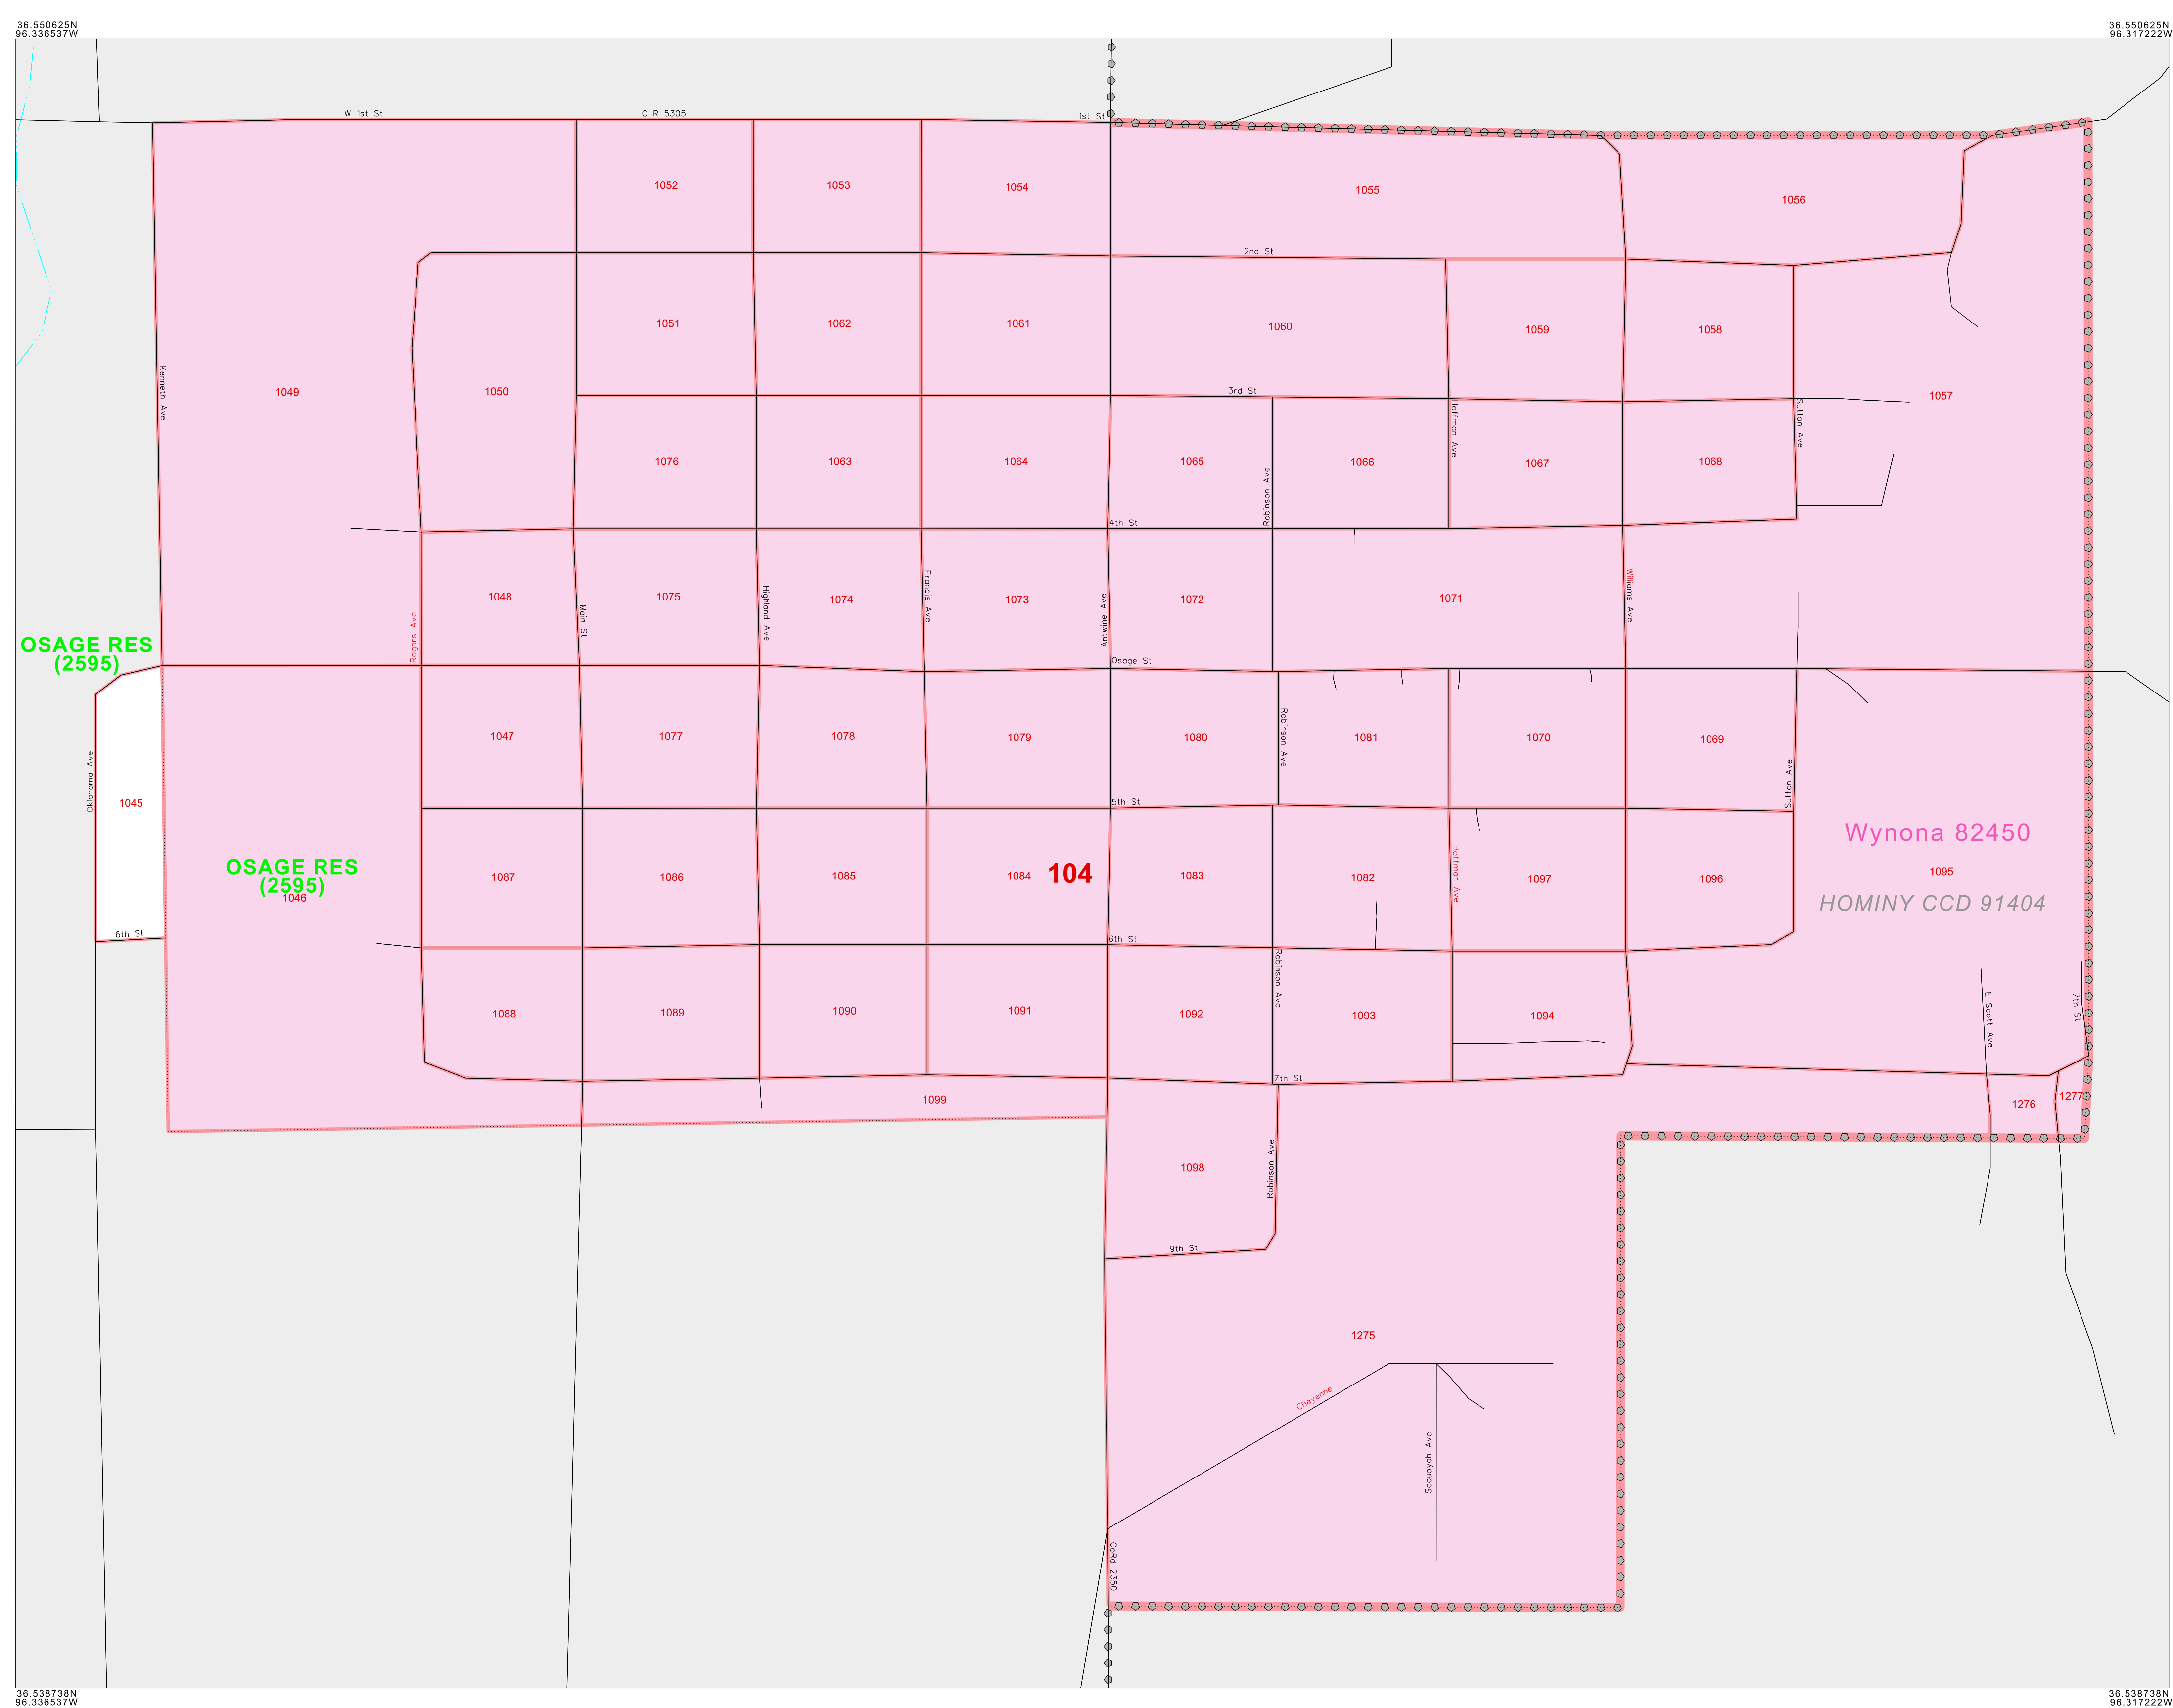 36.550625N
96.336537W
36.550625N
96.317222W
W 1st St
C R 5305
1st St
1052
1053
1054
1055
1056
2nd St
1049
1050
1051
1062
1061
1060
1059
1058
1057
Kenneth Ave
3rd St
Hoffman Ave
Sutton Ave
1076
1063
1064
1065
1066
1067
1068
Robinson Ave
4th St
1048
1075
1074
1073
1072
1071
Rogers Ave
Main St
Highland Ave
Francis Ave
Antwine Ave
Williams Ave
OSAGE RES
(2595)
Osage St
1047
1077
1078
1079
1080
1081
1070
1069
Robinson Ave
Sutton Ave
Oklahoma Ave
1045
5th St
Wynona 82450
OSAGE RES
(2595)
1046
1087
1086
1085
1084
104
1083
1082
1097
1096
1095
Hoffman Ave
HOMINY CCD 91404
6th St
6th St
1088
1089
1090
1091
1092
1093
1094
Robinson Ave
E Scott Ave
7th St
7th St
1099
1276
1277
1098
Robinson Ave
9th St
1275
Cheyenne
Sequoyah Ave
CoRd 2350
36.538738N
96.336537W
36.538738N
96.317222W